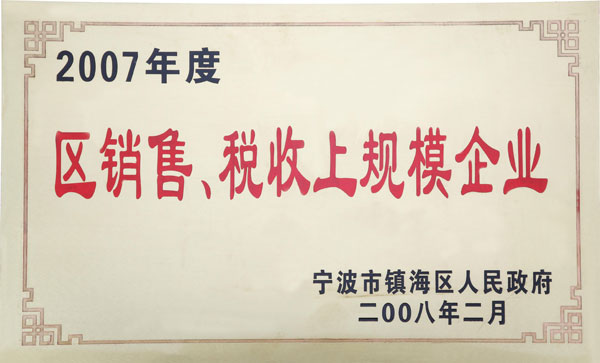 2007年度
区销售、税收上规模企业
宁波市镇海区人民政府
二00八年二月